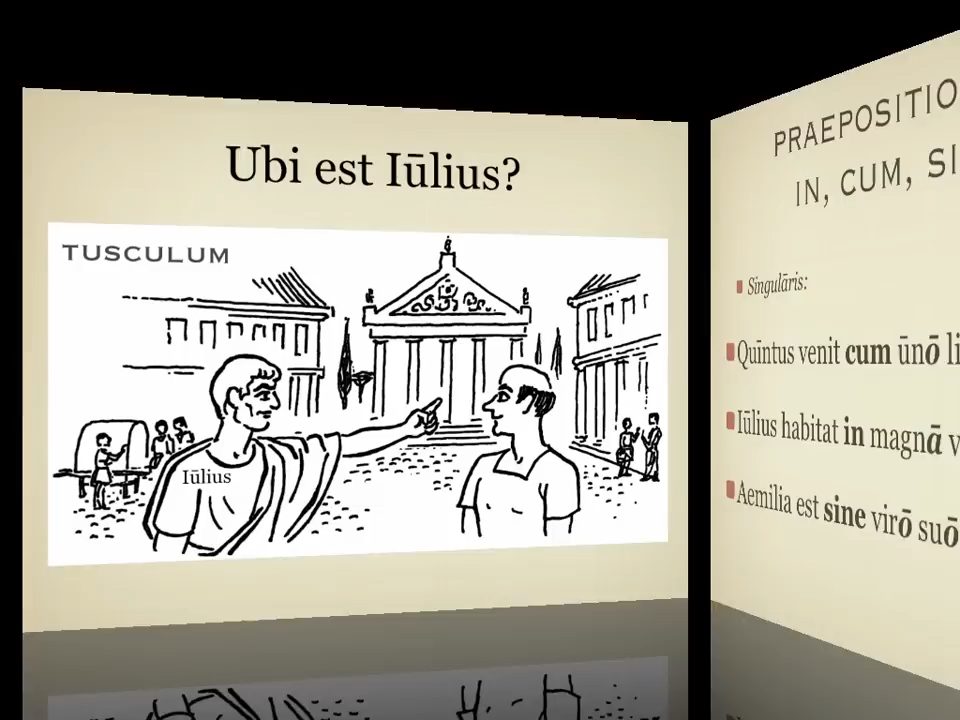 Ubi est Iūlius?
TUSCULUM
Iūlius
PRAEPOSITIO
IN, CUM, SI
Singulāris:
Quīntus venit cum ūnō li
Iūlius habitat in magnā v
Aemilia est sine virō suō